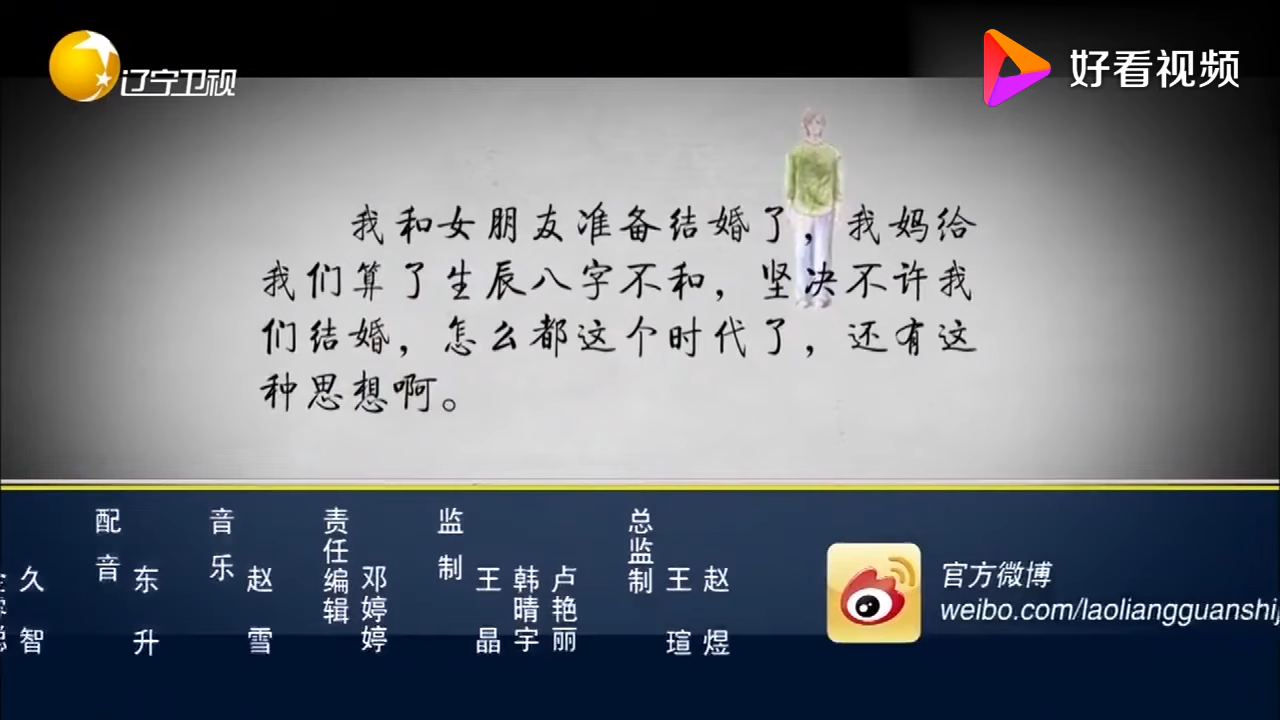 辽宁卫视
好看视频
我和女朋友准备结婚了，我妈给
我们算了生辰八字不和，坚决不许我
们结婚，怎么都这个时代了，还有这
种思想啊。
久智
配音
东升
音乐
赵雪
责任编辑
邓婷婷
监制
王晶
韩晴宇
卢艳丽
总监制
王瑄
赵煜
官方微博
weibo.com/laoliangguanshij